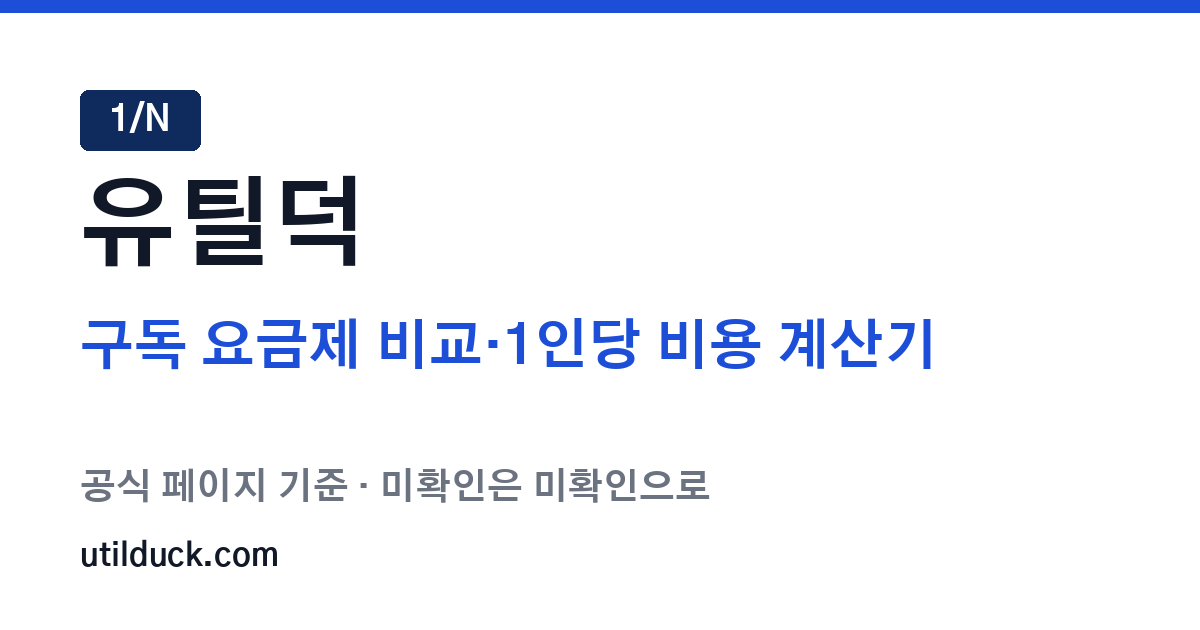 1/N
유틸덕
구독 요금제 비교·1인당 비용 계산기
공식 페이지 기준 · 미확인은 미확인으로
utilduck.com